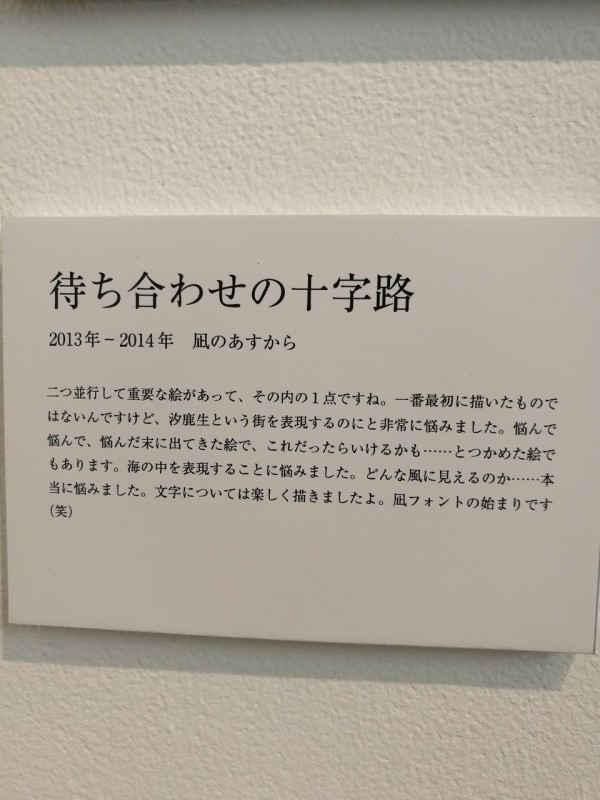 待ち合わせの十字路
2013年－2014年　凪のあすから
二つ並行して重要な絵があって、その内の１点ですね。一番最初に描いたもので
はないんですけど、汐鹿生という街を表現するのにと非常に悩みました。悩んで
悩んで、悩んだ末に出てきた絵で、これだったらいけるかも……とつかめた絵で
もあります。海の中を表現することに悩みました。どんな風に見えるのか……本
当に悩みました。文字については楽しく描きましたよ。凪フォントの始まりです
（笑）